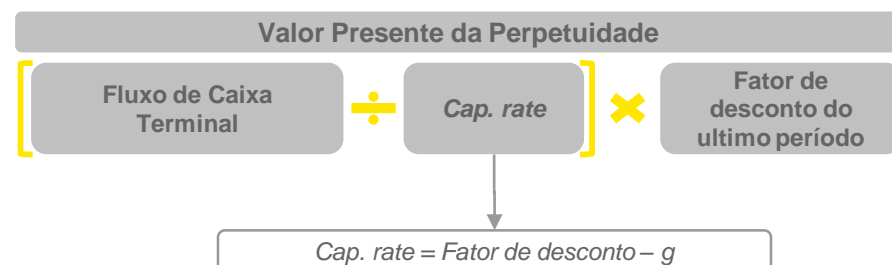 Valor Presente da Perpetuidade
Fluxo de Caixa
Terminal
÷
Cap. rate
×
Fator de
desconto do
ultimo período
Cap. rate = Fator de desconto – g